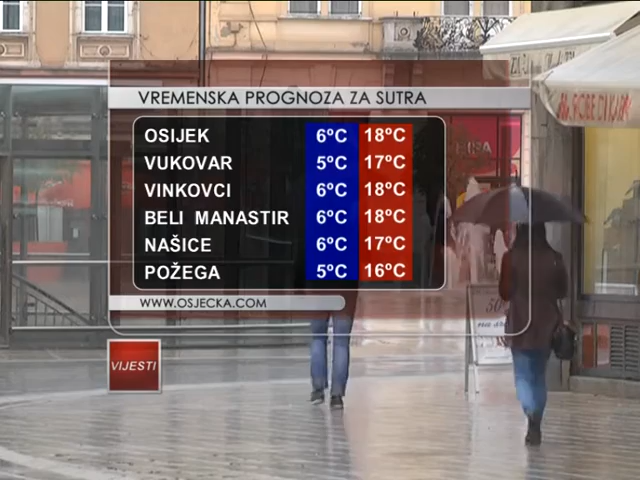 VREMENSKA PROGNOZA ZA SUTRA
OSIJEK 6ºC 18ºC
VUKOVAR 5ºC 17ºC
VINKOVCI 6ºC 18ºC
BELI MANASTIR 6ºC 18ºC
NAŠICE 6ºC 17ºC
POŽEGA 5ºC 16ºC
WWW.OSJECKA.COM
VIJESTI